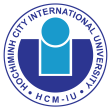 HOCHIMINH CITY INTERNATIONAL UNIVERSITY
• HCM - IU •